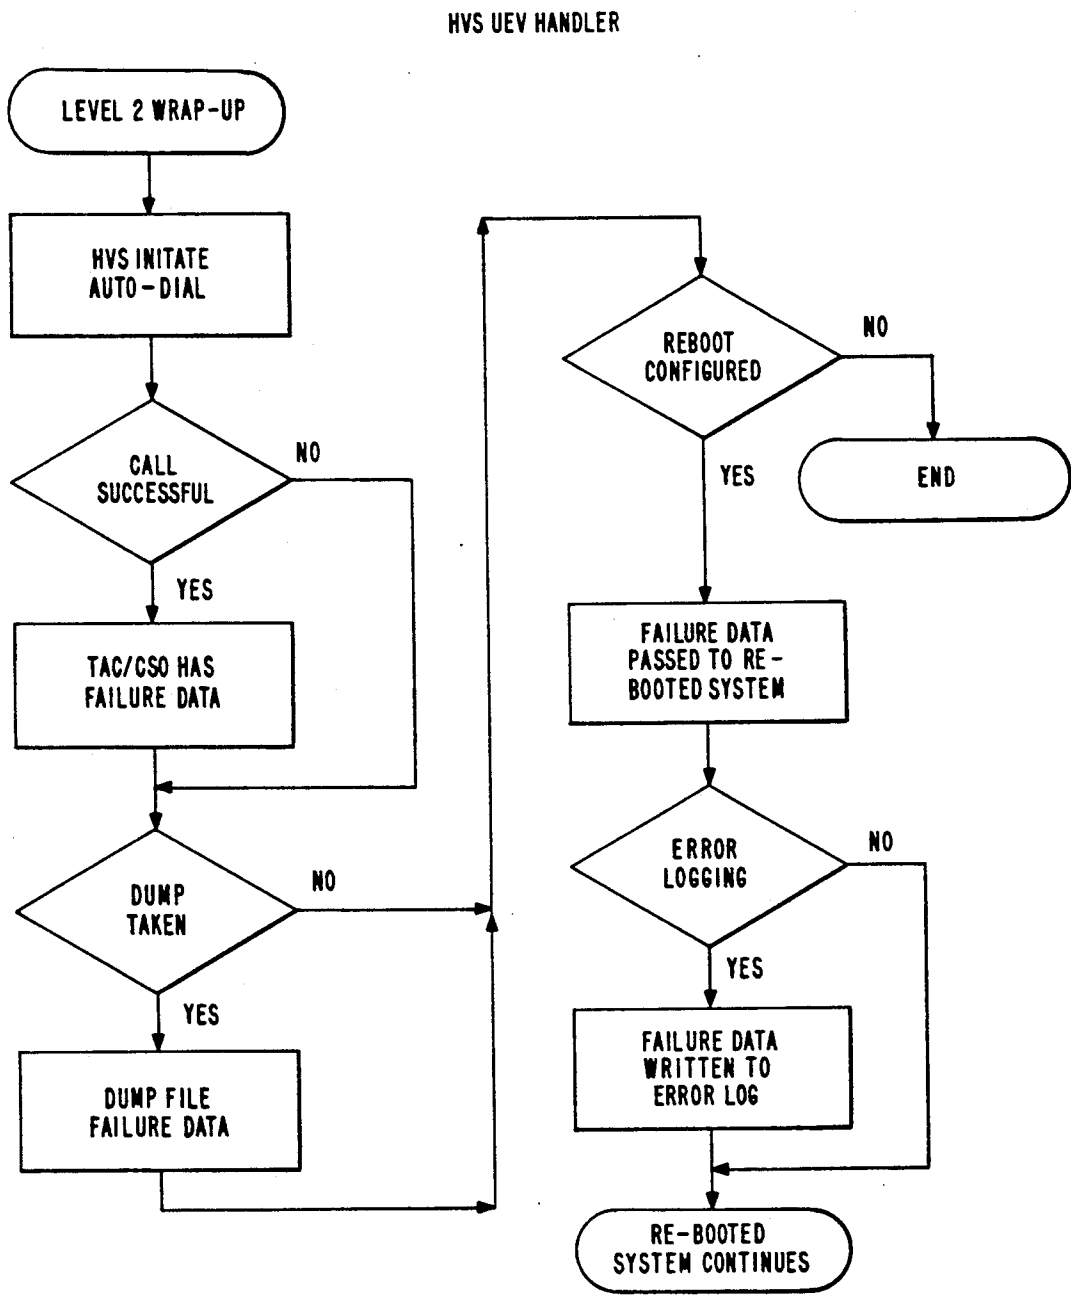 HVS UEV HANDLER
LEVEL 2 WRAP-UP
HVS INITATE
AUTO-DIAL
CALL
SUCCESSFUL
NO
YES
TAC/CSO HAS
FAILURE DATA
DUMP
TAKEN
NO
YES
DUMP FILE
FAILURE DATA
REBOOT
CONFIGURED
NO
YES
END
FAILURE DATA
PASSED TO RE-
BOOTED SYSTEM
ERROR
LOGGING
NO
YES
FAILURE DATA
WRITTEN TO
ERROR LOG
RE-BOOTED
SYSTEM CONTINUES